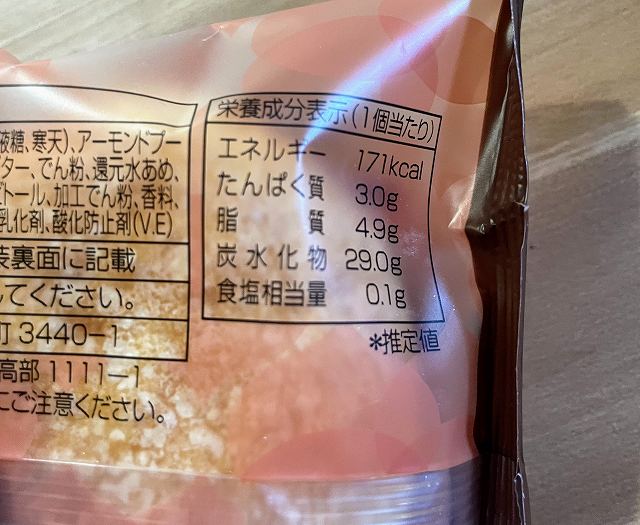 液糖、寒天)、アーモンドプー
ター、でん粉、還元水あめ、
トール、加工でん粉、香料、
乳化剤、酸化防止剤(V.E)
装裏面に記載
してください。
町 3440-1
高部 1111-1
にご注意ください。
栄養成分表示(1個当たり)
エネルギー 171kcal
たんぱく質 3.0g
脂質 4.9g
炭水化物 29.0g
食塩相当量 0.1g
*推定値